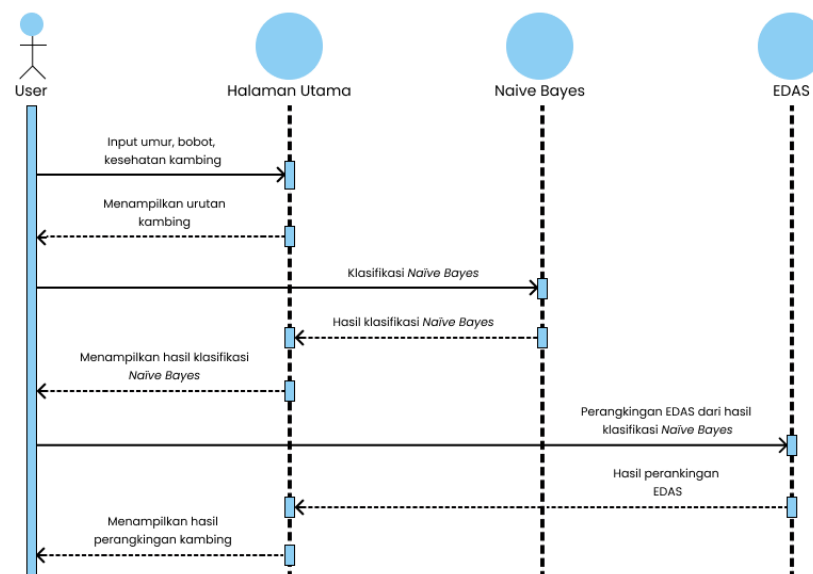 User
Halaman Utama
Naive Bayes
EDAS
Input umur, bobot,
kesehatan kambing
Menampilkan urutan
kambing
Klasifikasi Naïve Bayes
Hasil klasifikasi Naïve Bayes
Menampilkan hasil klasifikasi
Naïve Bayes
Perangkingan EDAS dari hasil
klasifikasi Naïve Bayes
Hasil perankingan
EDAS
Menampilkan hasil
perangkingan kambing